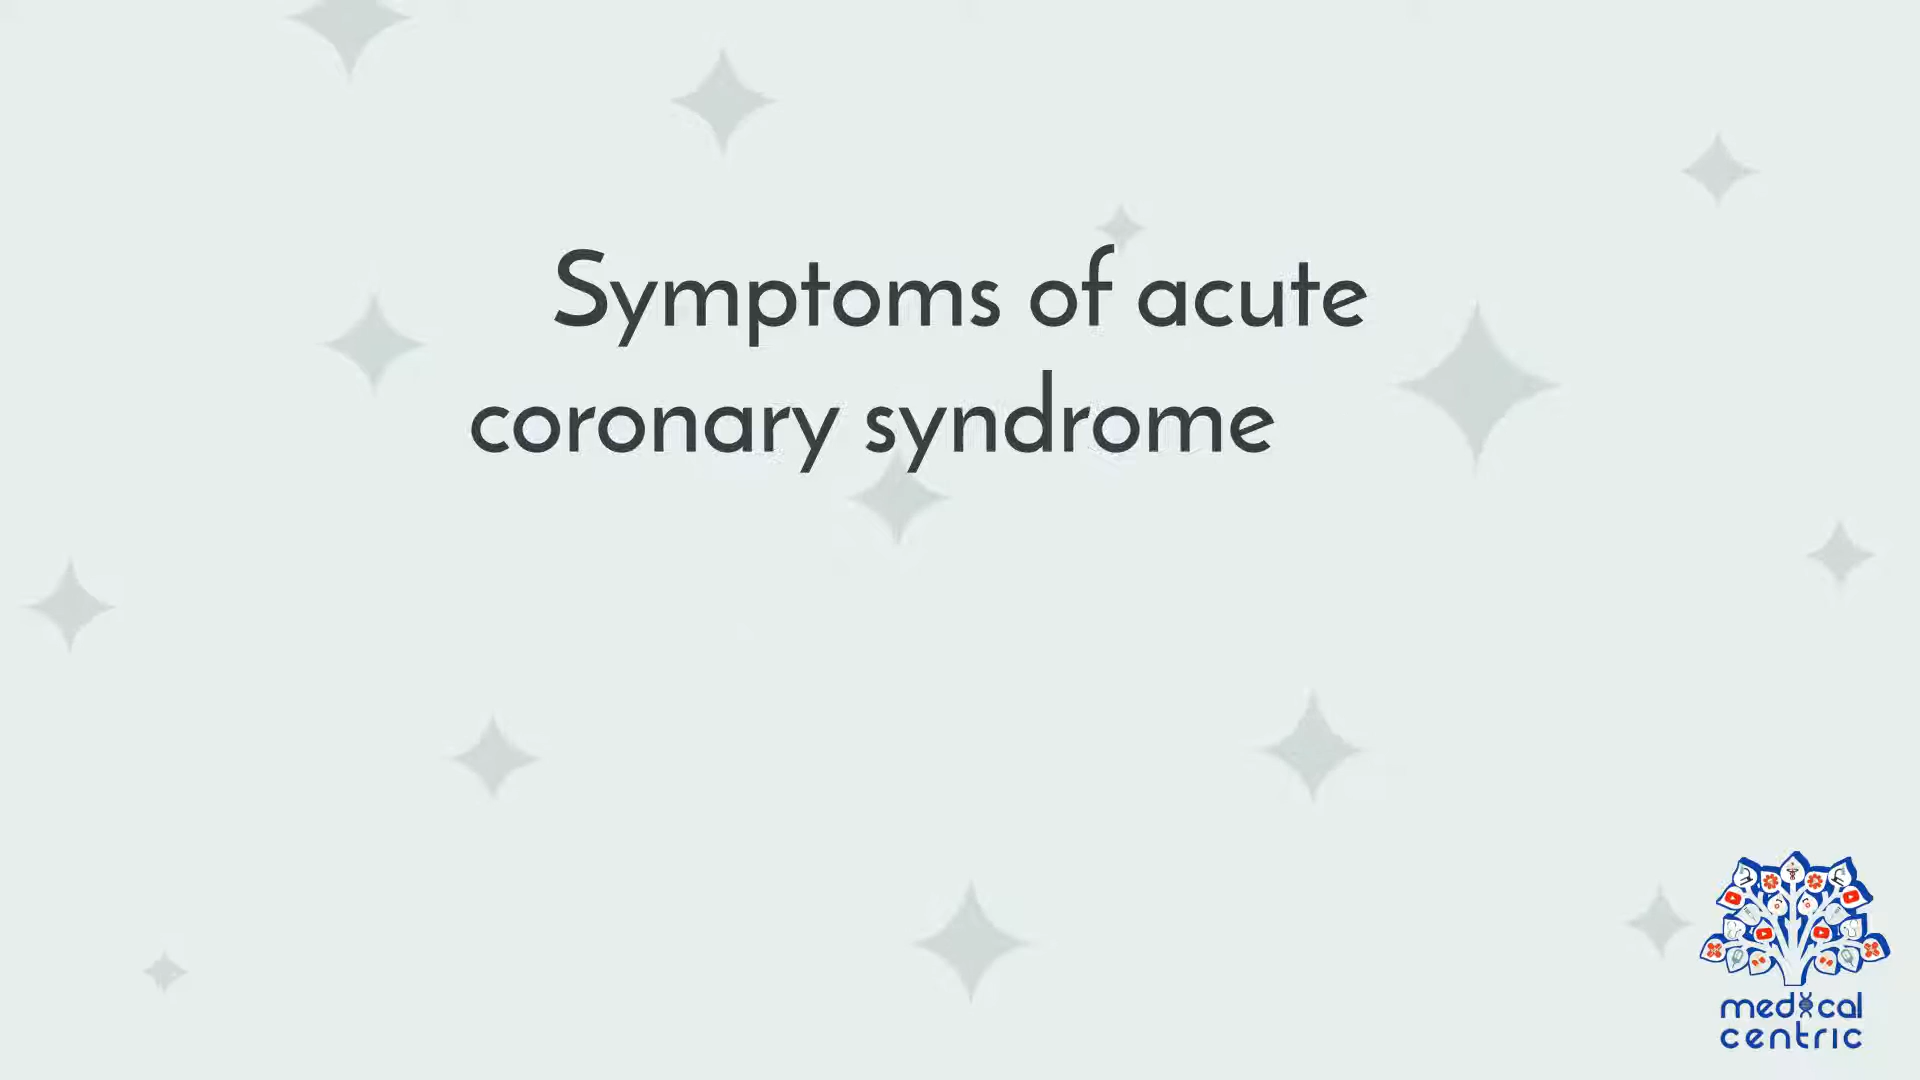 Symptoms of acute
coronary syndrome
medical
centric